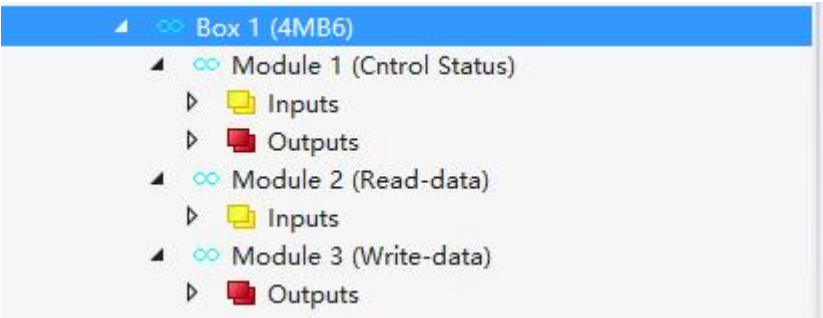 Box 1 (4MB6)
Module 1 (Cntrol Status)
Inputs
Outputs
Module 2 (Read-data)
Inputs
Module 3 (Write-data)
Outputs